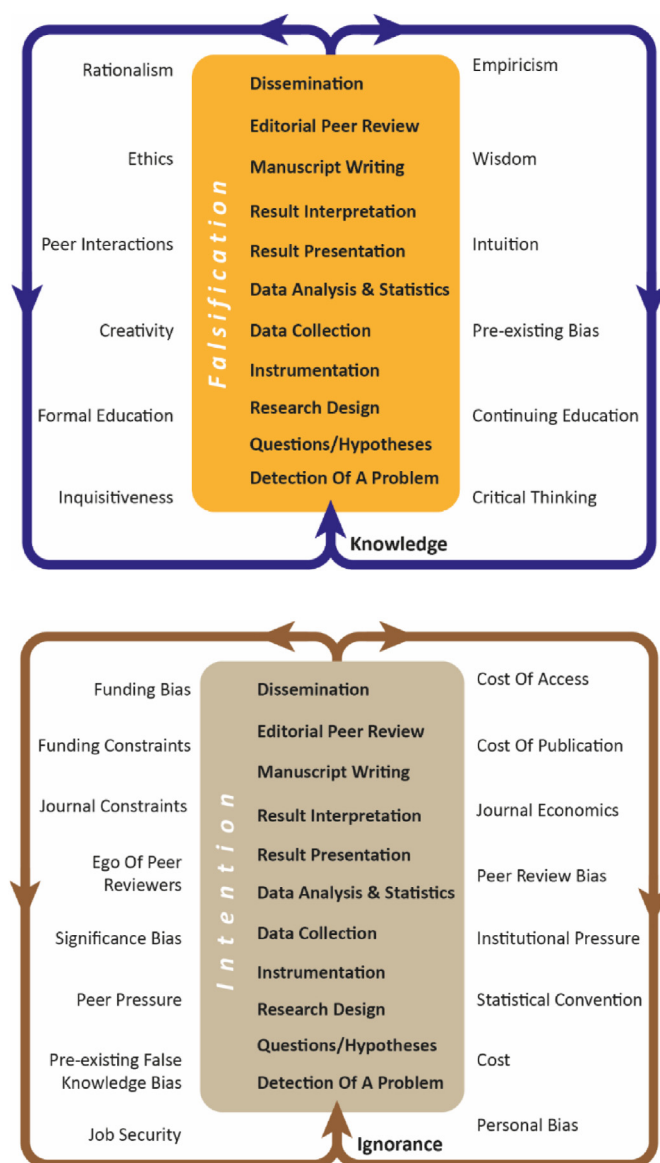 Rationalism
Ethics
Peer Interactions
Creativity
Formal Education
Inquisitiveness
Falsification
Dissemination
Editorial Peer Review
Manuscript Writing
Result Interpretation
Result Presentation
Data Analysis & Statistics
Data Collection
Instrumentation
Research Design
Questions/Hypotheses
Detection Of A Problem
Empiricism
Wisdom
Intuition
Pre-existing Bias
Continuing Education
Critical Thinking
Knowledge
Funding Bias
Funding Constraints
Journal Constraints
Ego Of Peer
Reviewers
Significance Bias
Peer Pressure
Pre-existing False
Knowledge Bias
Job Security
Intention
Dissemination
Editorial Peer Review
Manuscript Writing
Result Interpretation
Result Presentation
Data Analysis & Statistics
Data Collection
Instrumentation
Research Design
Questions/Hypotheses
Detection Of A Problem
Cost Of Access
Cost Of Publication
Journal Economics
Peer Review Bias
Institutional Pressure
Statistical Convention
Cost
Personal Bias
Ignorance